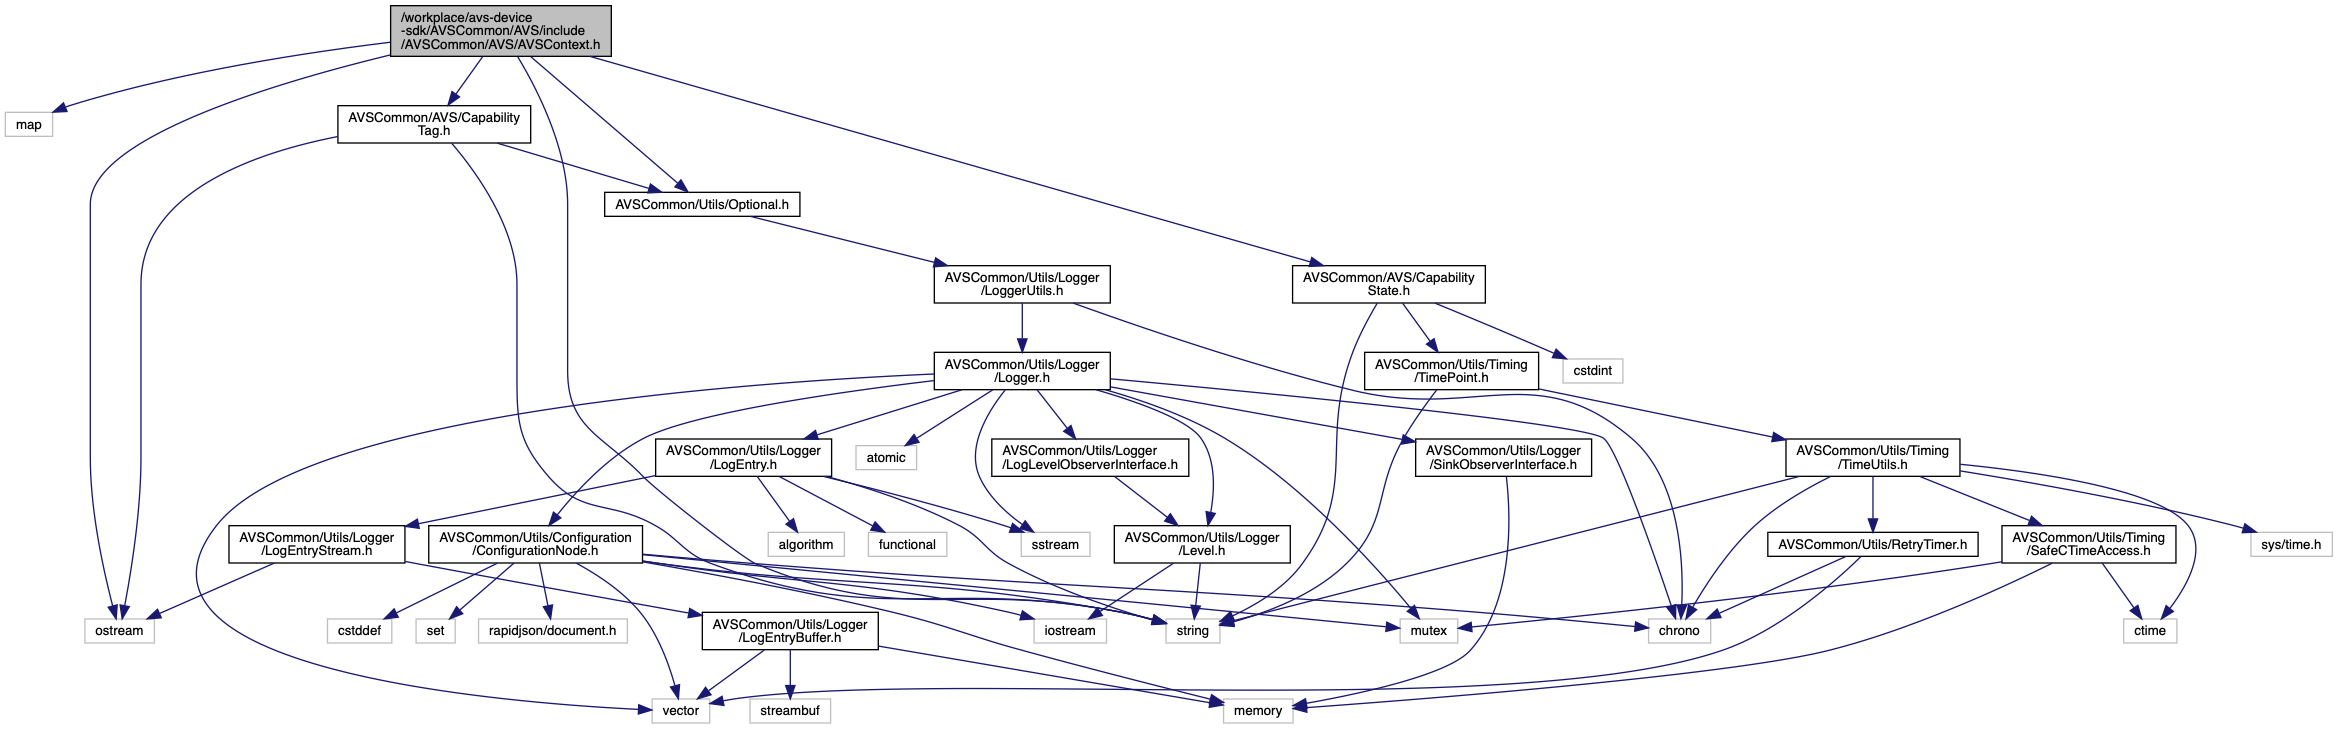 /workplace/avs-device
-sdk/AVSCommon/AVS/include
/AVSCommon/AVS/AVSContext.h
map
AVSCommon/AVS/Capability
Tag.h
AVSCommon/Utils/Optional.h
AVSCommon/Utils/Logger
/LoggerUtils.h
AVSCommon/AVS/Capability
State.h
AVSCommon/Utils/Logger
/Logger.h
AVSCommon/Utils/Timing
/TimePoint.h
cstdint
AVSCommon/Utils/Logger
/LogEntry.h
atomic
AVSCommon/Utils/Logger
/LogLevelObserverInterface.h
AVSCommon/Utils/Logger
/SinkObserverInterface.h
AVSCommon/Utils/Timing
/TimeUtils.h
AVSCommon/Utils/Logger
/LogEntryStream.h
AVSCommon/Utils/Configuration
/ConfigurationNode.h
algorithm
functional
sstream
AVSCommon/Utils/Logger
/Level.h
AVSCommon/Utils/RetryTimer.h
AVSCommon/Utils/Timing
/SafeCTimeAccess.h
sys/time.h
ostream
cstddef
set
rapidjson/document.h
AVSCommon/Utils/Logger
/LogEntryBuffer.h
iostream
string
mutex
chrono
ctime
vector
streambuf
memory